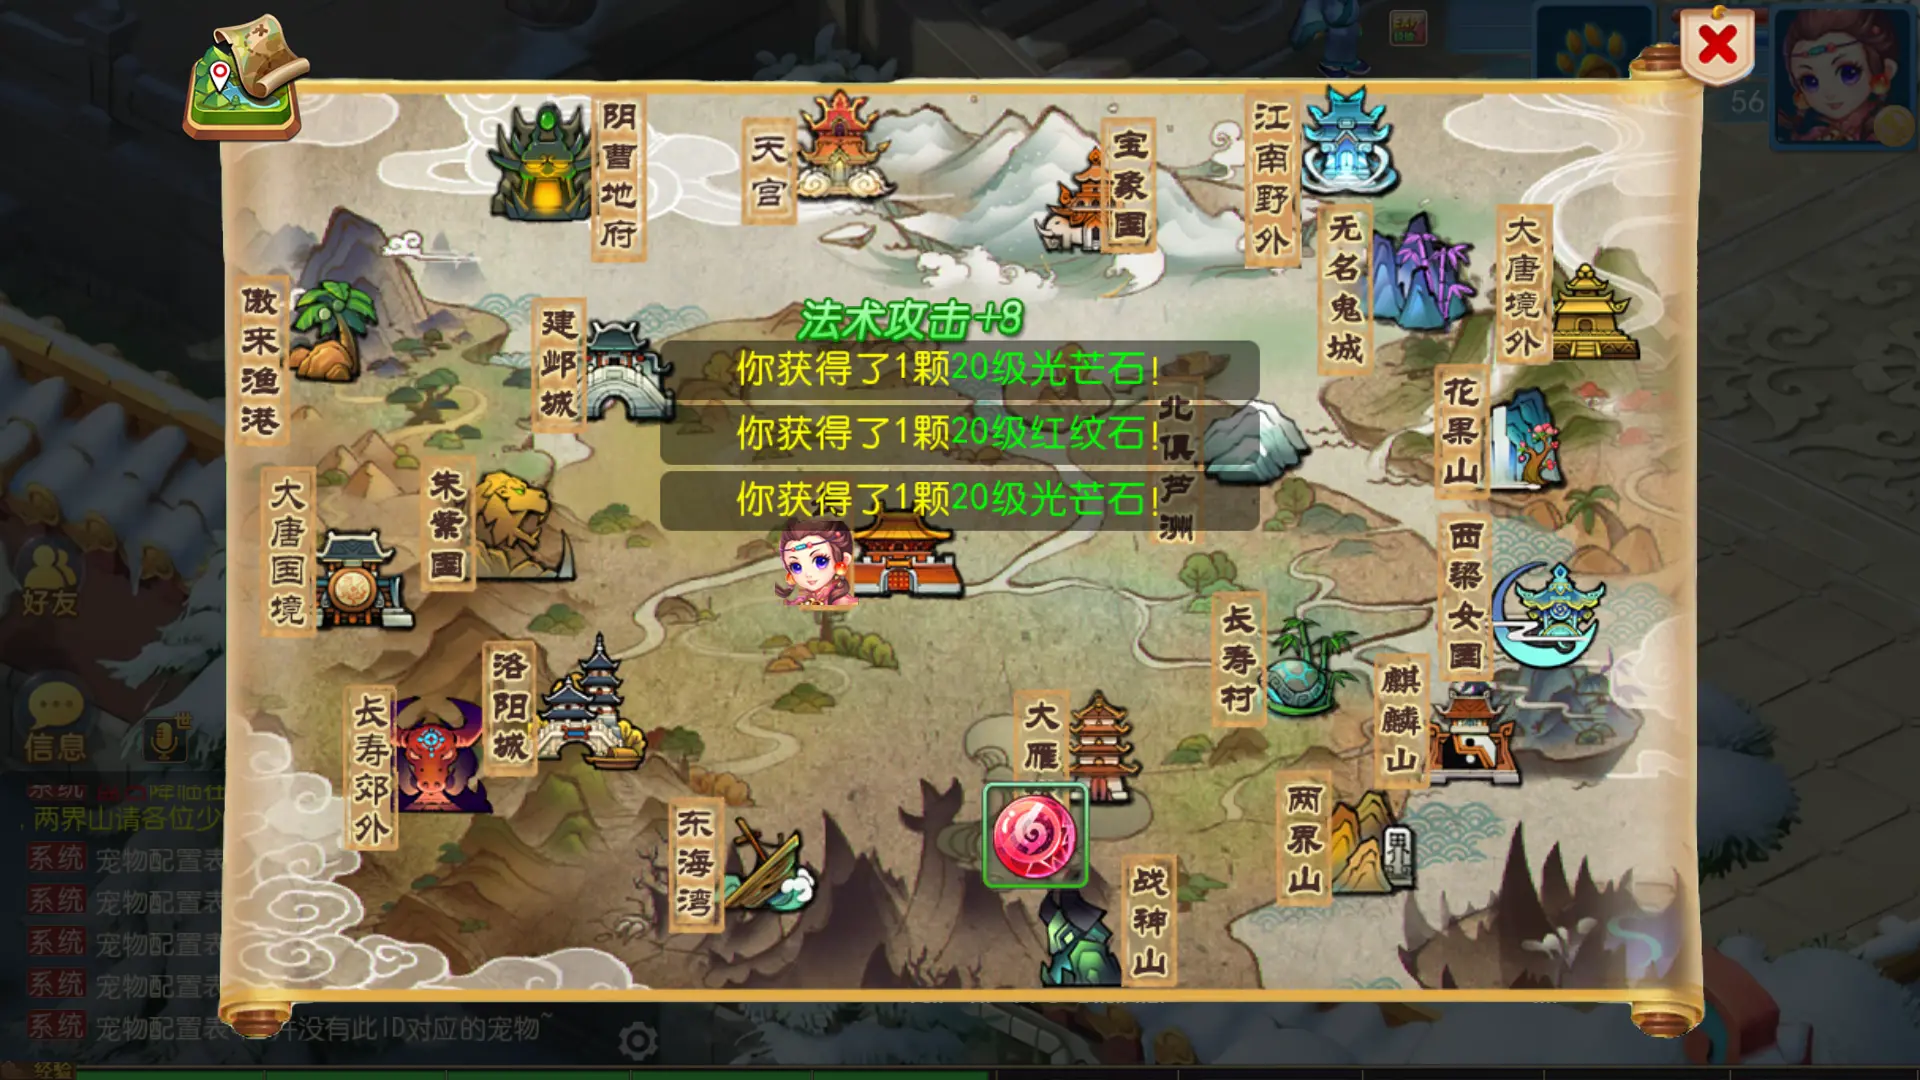 56
阴曹地府
天宫
宝象国
江南野外
无名鬼城
大唐境外
傲来渔港
建邺城
法术攻击+8
你获得了1颗20级光芒石!
你获得了1颗20级红纹石!
你获得了1颗20级光芒石!
北俱芦洲
花果山
大唐国境
朱紫国
西梁女国
长寿村
麒麟山
洛阳城
长寿郊外
大雁
东海湾
战神山
两界山
界
好友
信息
世
,两界山请各位少
系统 宠物配置表
系统 宠物配置表
系统 宠物配置表
系统 宠物配置表
系统 宠物配置表 并没有此ID对应的宠物~
经验